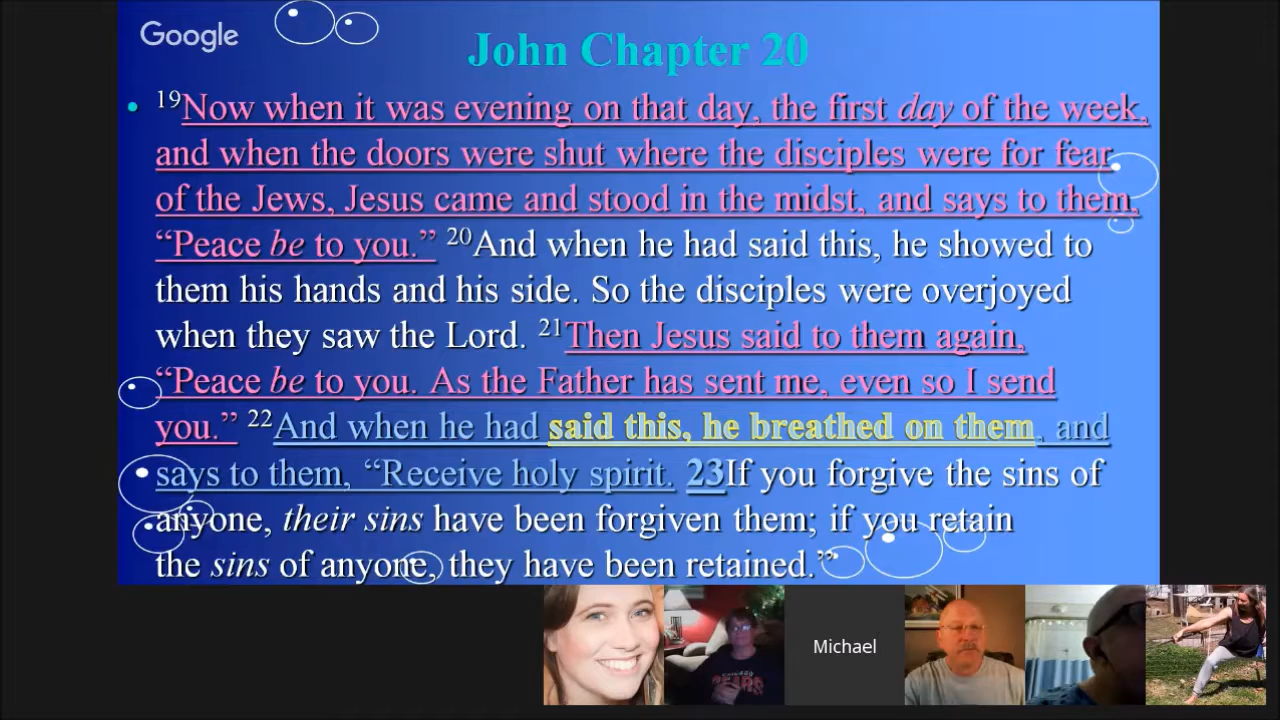 Google
John Chapter 20
• 19Now when it was evening on that day, the first day of the week,
and when the doors were shut where the disciples were for fear
of the Jews, Jesus came and stood in the midst, and says to them,
“Peace be to you.” 20And when he had said this, he showed to
them his hands and his side. So the disciples were overjoyed
when they saw the Lord. 21Then Jesus said to them again,
“Peace be to you. As the Father has sent me, even so I send
you.” 22And when he had said this, he breathed on them, and
says to them, “Receive holy spirit. 23If you forgive the sins of
anyone, their sins have been forgiven them; if you retain
the sins of anyone, they have been retained.”
Michael
BEARS